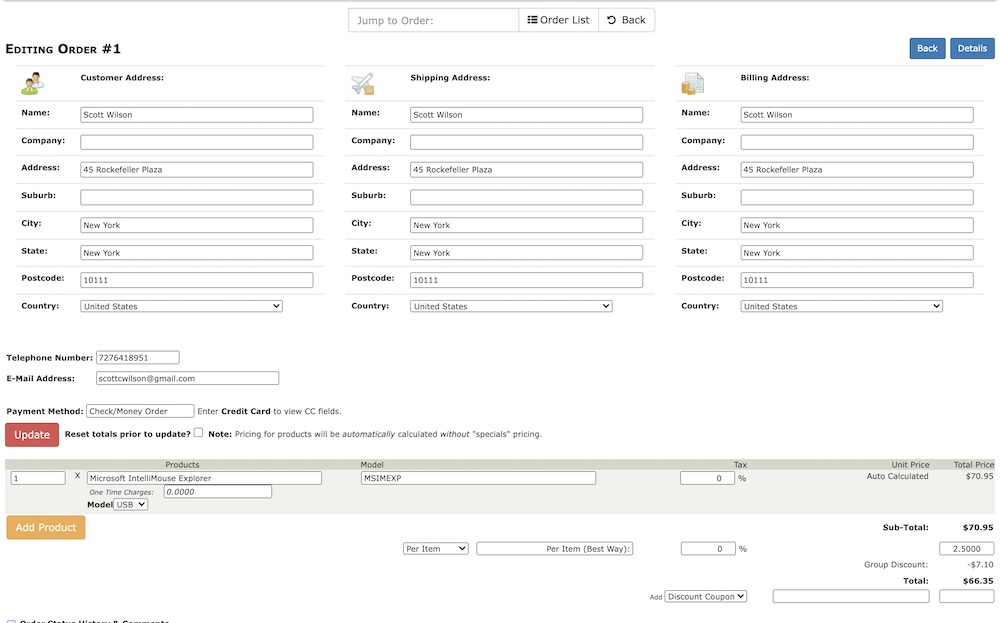 Jump to Order: Order List Back
Editing Order #1 Back Details
Customer Address: Shipping Address: Billing Address:
Name: Scott Wilson Name: Scott Wilson Name: Scott Wilson
Company: Company: Company:
Address: 45 Rockefeller Plaza Address: 45 Rockefeller Plaza Address: 45 Rockefeller Plaza
Suburb: Suburb: Suburb:
City: New York City: New York City: New York
State: New York State: New York State: New York
Postcode: 10111 Postcode: 10111 Postcode: 10111
Country: United States Country: United States Country: United States
Telephone Number: 7276418951
E-Mail Address: scottcwilson@gmail.com
Payment Method: Check/Money Order Enter Credit Card to view CC fields.
Update Reset totals prior to update? Note: Pricing for products will be automatically calculated without "specials" pricing.
Products Model Tax Unit Price Total Price
1 X Microsoft IntelliMouse Explorer MSIMEXP 0 % Auto Calculated $70.95
One Time Charges: 0.0000
Model USB
Add Product Sub-Total: $70.95
Per Item Per Item (Best Way): 0 % 2.5000
Group Discount: -$7.10
Total: $66.35
Add Discount Coupon
Order Status History & Comments